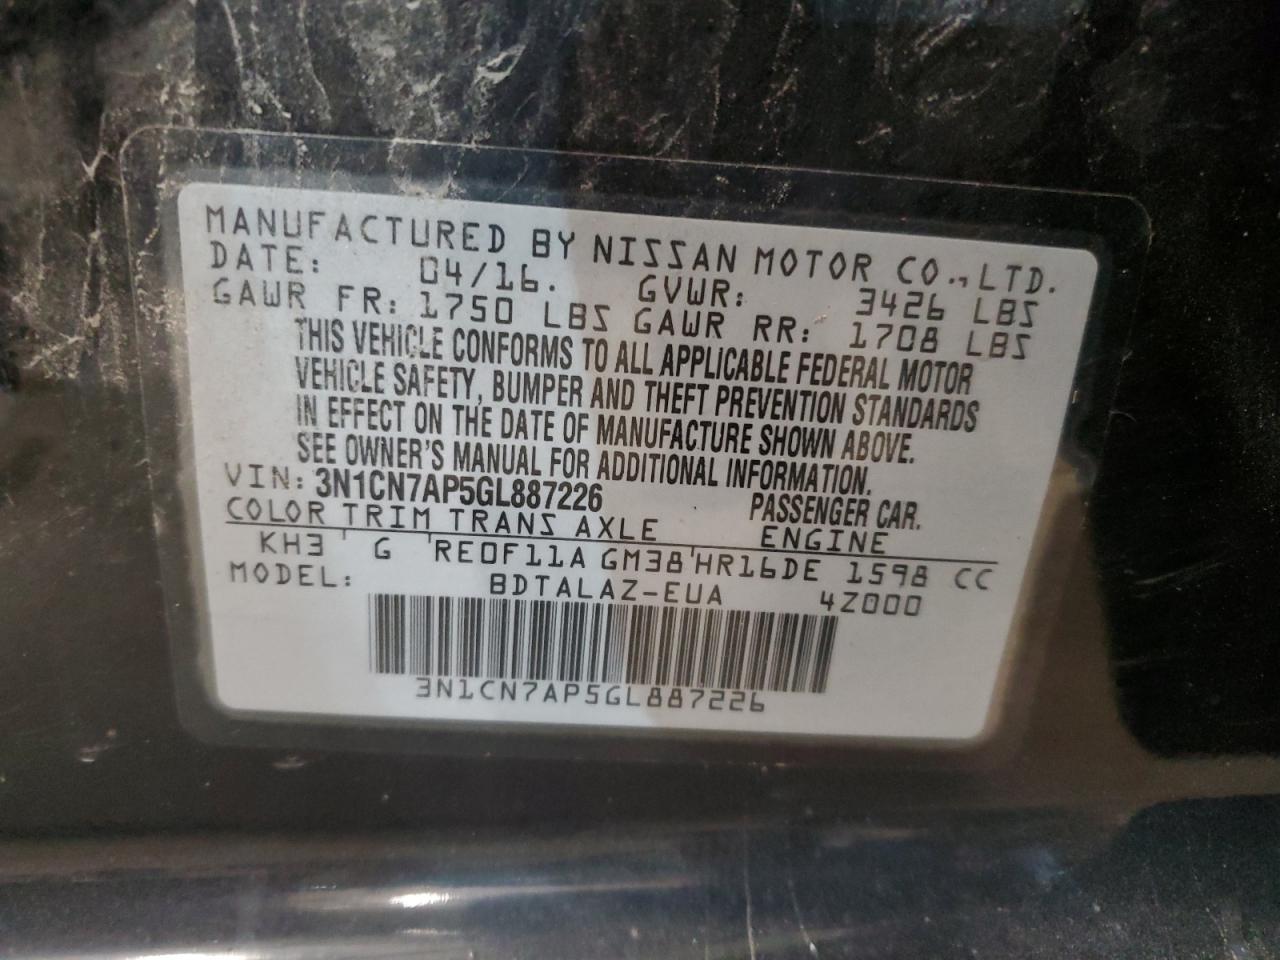 MANUFACTURED BY NISSAN MOTOR CO., LTD.
DATE: 04/16. GVWR: 3426 LBS
GAWR FR: 1750 LBS GAWR RR: 1708 LBS
THIS VEHICLE CONFORMS TO ALL APPLICABLE FEDERAL MOTOR
VEHICLE SAFETY, BUMPER AND THEFT PREVENTION STANDARDS
IN EFFECT ON THE DATE OF MANUFACTURE SHOWN ABOVE.
SEE OWNER'S MANUAL FOR ADDITIONAL INFORMATION.
VIN: 3N1CN7AP5GL887226 PASSENGER CAR.
COLOR TRIM TRANS AXLE ENGINE
KH3 ' G 'RE0F11A GM38'HR16DE 1598 CC
MODEL: BDTALAZ-EUA 4Z000
3N1CN7AP5GL887226